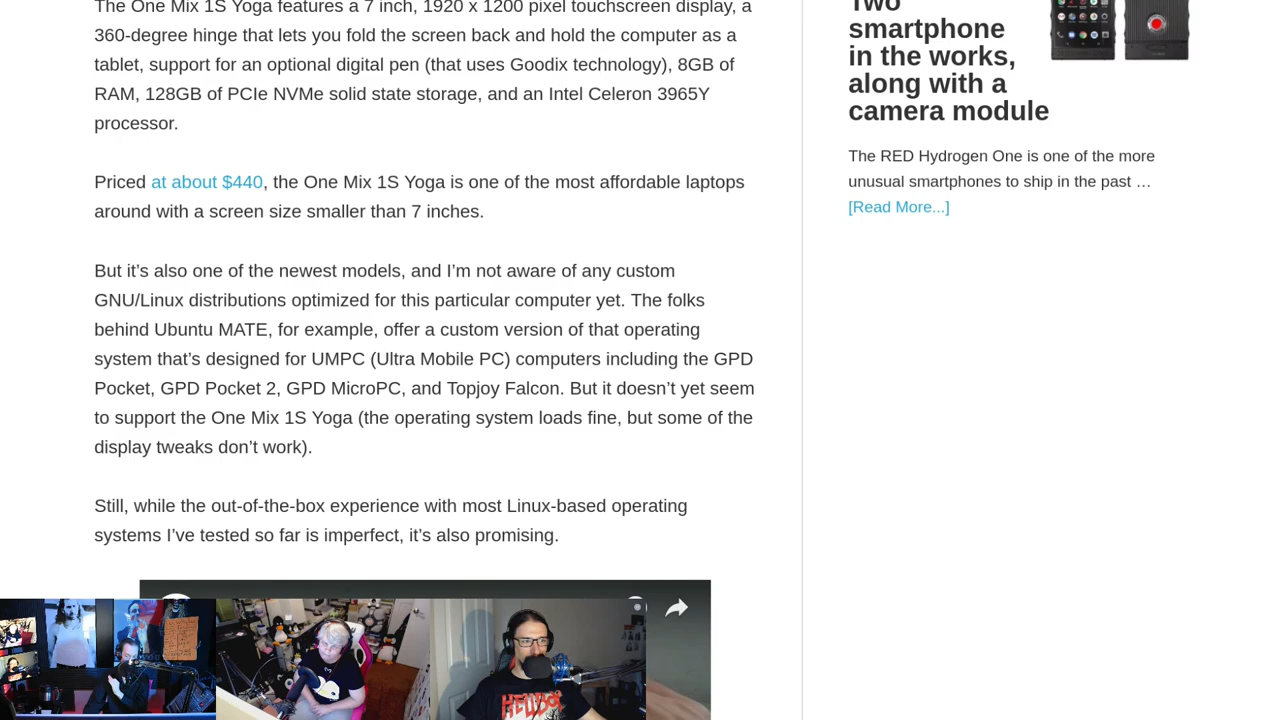 The One Mix 1S Yoga features a 7 inch, 1920 x 1200 pixel touchscreen display, a
360-degree hinge that lets you fold the screen back and hold the computer as a
tablet, support for an optional digital pen (that uses Goodix technology), 8GB of
RAM, 128GB of PCIe NVMe solid state storage, and an Intel Celeron 3965Y
processor.
Priced at about $440, the One Mix 1S Yoga is one of the most affordable laptops
around with a screen size smaller than 7 inches.
But it’s also one of the newest models, and I’m not aware of any custom
GNU/Linux distributions optimized for this particular computer yet. The folks
behind Ubuntu MATE, for example, offer a custom version of that operating
system that’s designed for UMPC (Ultra Mobile PC) computers including the GPD
Pocket, GPD Pocket 2, GPD MicroPC, and Topjoy Falcon. But it doesn’t yet seem
to support the One Mix 1S Yoga (the operating system loads fine, but some of the
display tweaks don’t work).
Still, while the out-of-the-box experience with most Linux-based operating
systems I’ve tested so far is imperfect, it’s also promising.
Two
smartphone
in the works,
along with a
camera module
The RED Hydrogen One is one of the more
unusual smartphones to ship in the past …
[Read More...]
HELLBOY